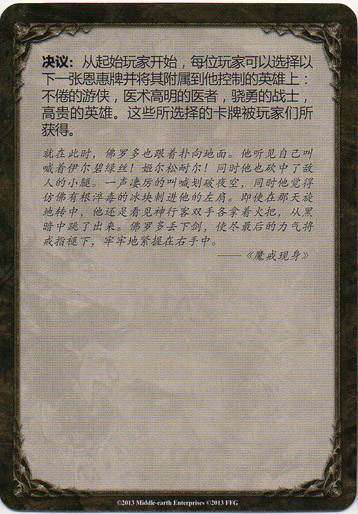 决议：从起始玩家开始，每位玩家可以选择以
下一张恩惠牌并将其附属到他控制的英雄上：
不倦的游侠，医术高明的医者，骁勇的战士，
高贵的英雄。这些所选择的卡牌被玩家们所
获得。
就在此时，佛罗多也跟着扑向地面。他听见自己叫
喊着伊尔碧绿丝！姬尔松耐尔！同时他也砍中了敌
人的小腿。一声凄厉的叫喊划破夜空，同时他觉得
仿佛有根淬毒的冰块刺进他的左肩。即使在那天旋
地转中，他还是看见神行客双手各拿着火把，从黑
暗中跳了出来。佛罗多丢下剑，使尽最后的力气将
戒指褪下，牢牢地紧握在右手中。
——《魔戒现身》
©2013 Middle-earth Enterprises ©2013 FFG